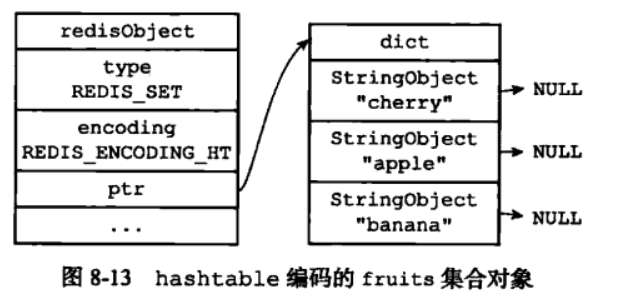 redisObject
type
REDIS_SET
encoding
REDIS_ENCODING_HT
ptr
...
dict
StringObject
"cherry"
NULL
StringObject
"apple"
NULL
StringObject
"banana"
NULL
图 8-13 hashtable 编码的 fruits 集合对象